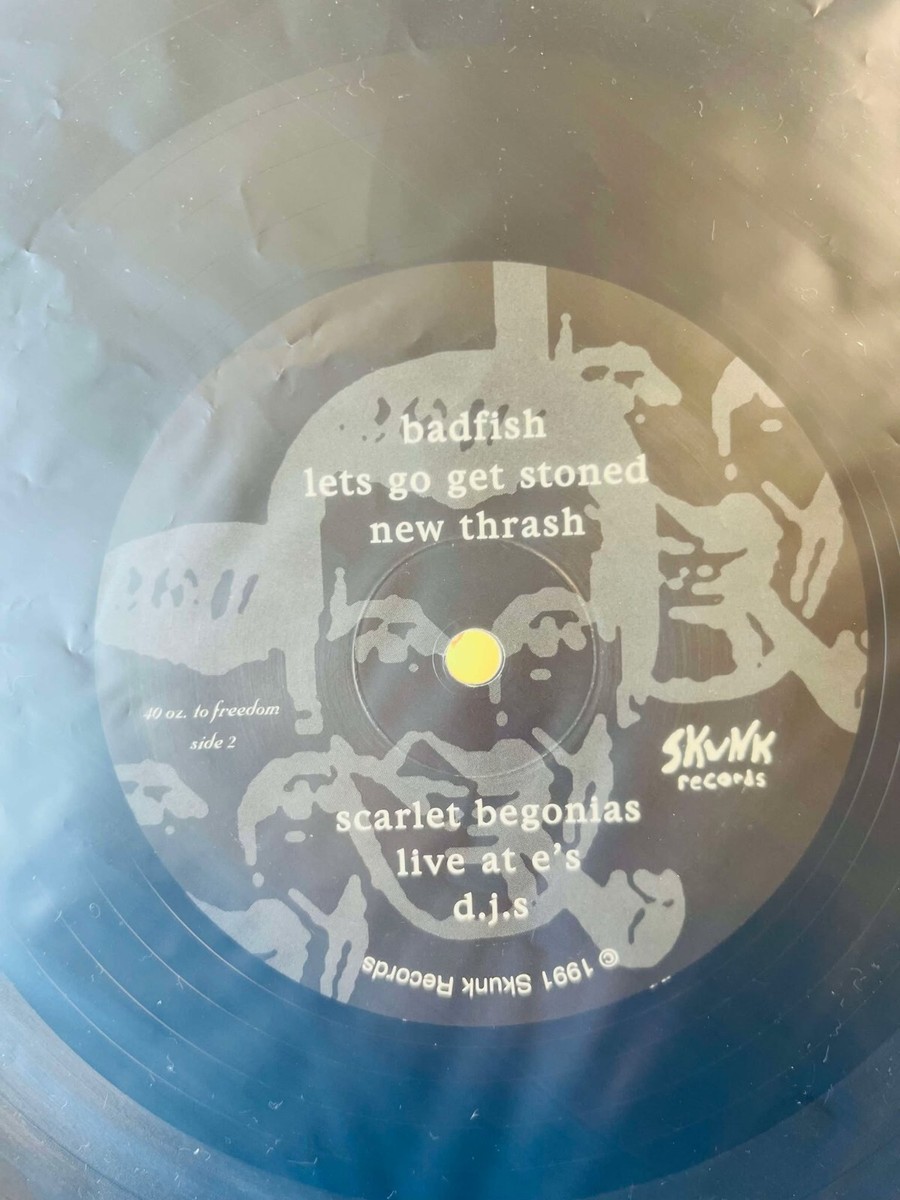 badfish
lets go get stoned
new thrash
40 oz. to freedom
side 2
SKUNK
records
scarlet begonias
live at e's
d.j.s
© 1991 Skunk Records